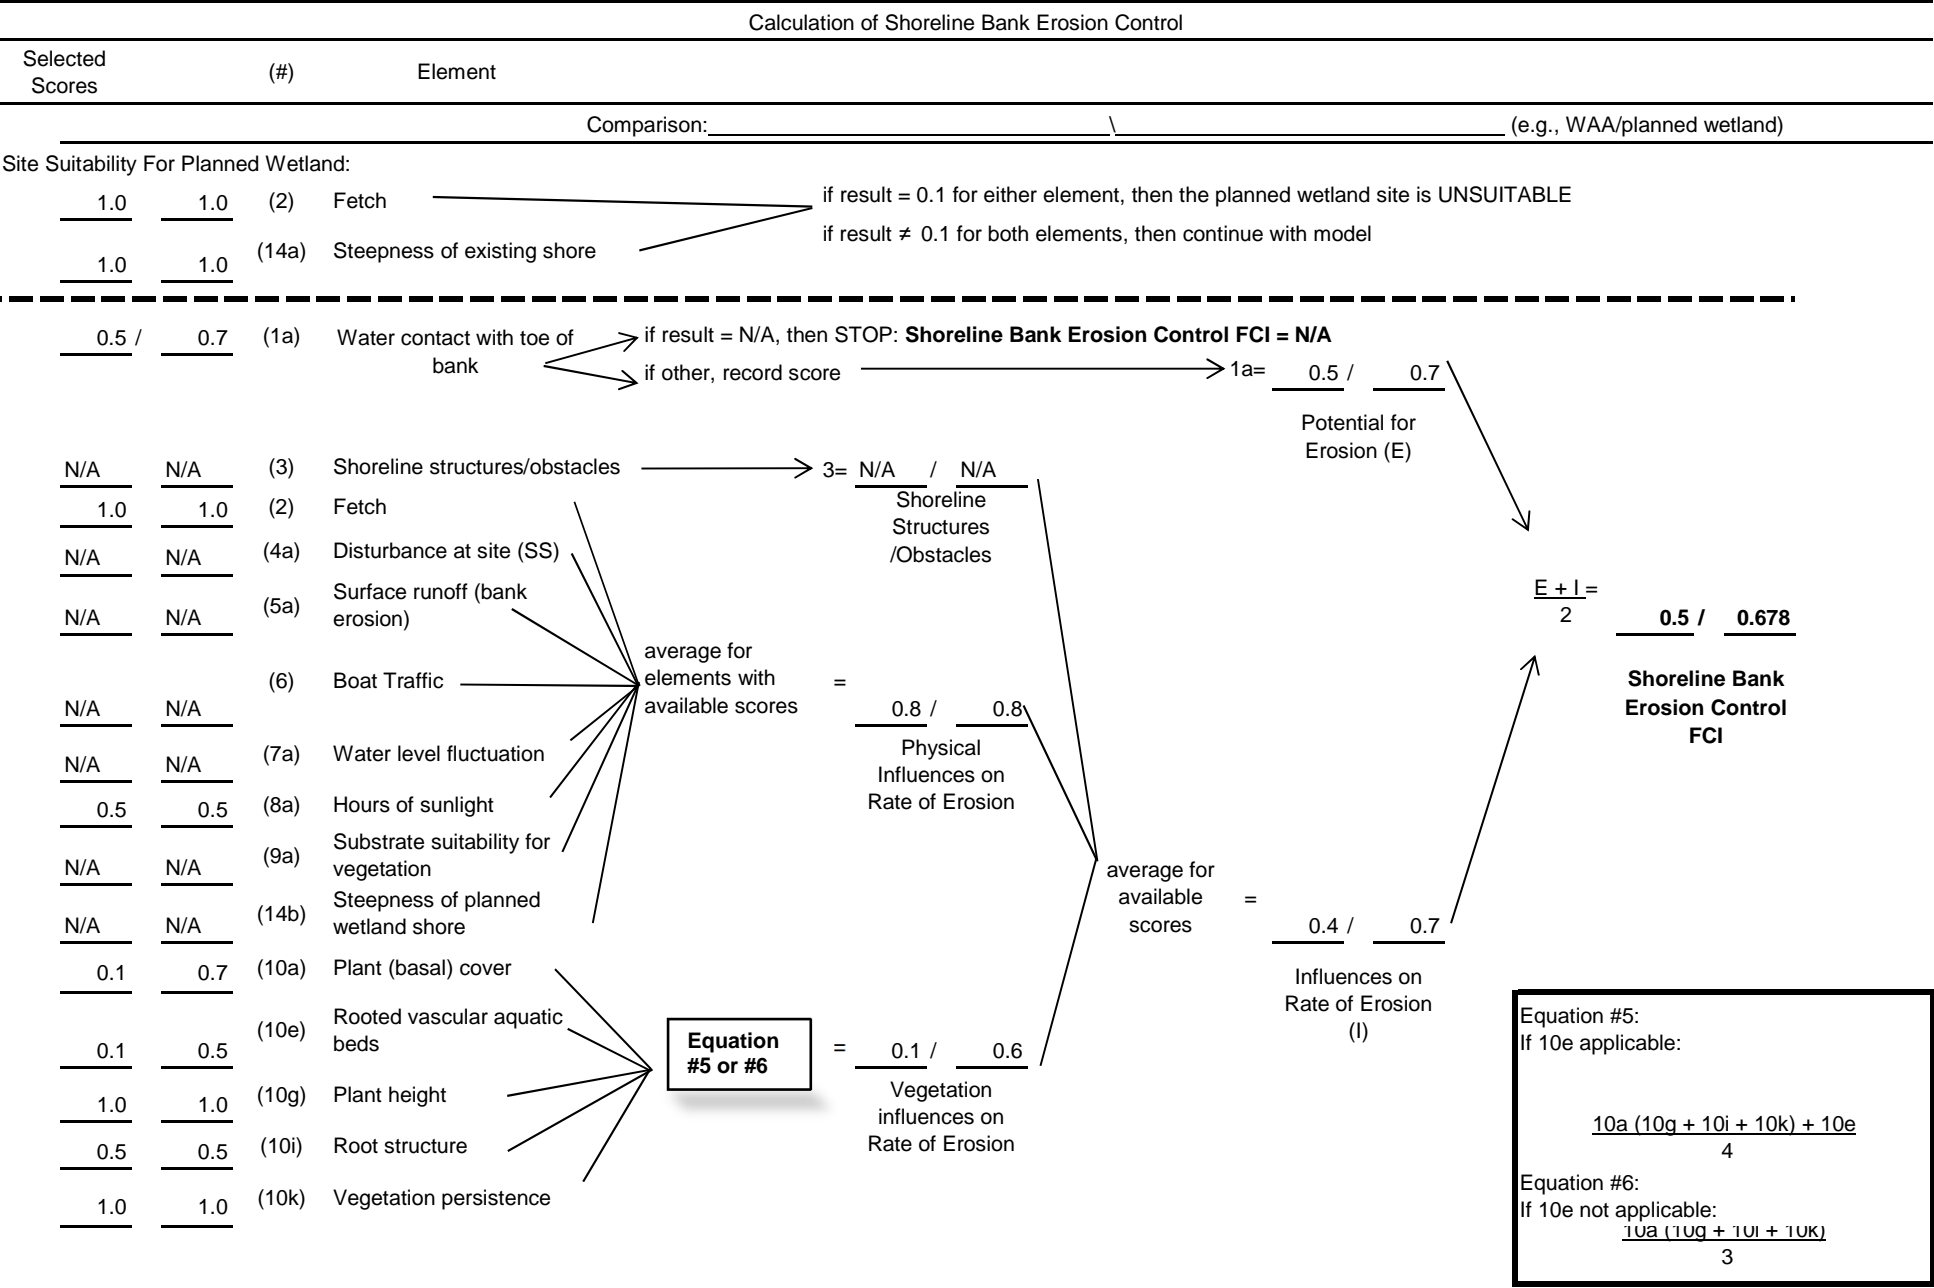 Calculation of Shoreline Bank Erosion Control
Selected
Scores
(#)
Element
Comparison: \ (e.g., WAA/planned wetland)
Site Suitability For Planned Wetland:
1.0 1.0 (2) Fetch
if result = 0.1 for either element, then the planned wetland site is UNSUITABLE
if result ≠ 0.1 for both elements, then continue with model
1.0 1.0 (14a) Steepness of existing shore
0.5 / 0.7 (1a) Water contact with toe of
bank
if result = N/A, then STOP: Shoreline Bank Erosion Control FCI = N/A
if other, record score
1a= 0.5 / 0.7
Potential for
Erosion (E)
N/A N/A (3) Shoreline structures/obstacles
3= N/A / N/A
Shoreline
Structures
/Obstacles
1.0 1.0 (2) Fetch
N/A N/A (4a) Disturbance at site (SS)
N/A N/A (5a) Surface runoff (bank
erosion)
N/A N/A (6) Boat Traffic
average for
elements with
available scores
= 0.8 / 0.8
Physical
Influences on
Rate of Erosion
N/A N/A (7a) Water level fluctuation
0.5 0.5 (8a) Hours of sunlight
N/A N/A (9a) Substrate suitability for
vegetation
N/A N/A (14b) Steepness of planned
wetland shore
0.1 0.7 (10a) Plant (basal) cover
0.1 0.5 (10e) Rooted vascular aquatic
beds
1.0 1.0 (10g) Plant height
0.5 0.5 (10i) Root structure
1.0 1.0 (10k) Vegetation persistence
Equation
#5 or #6
= 0.1 / 0.6
Vegetation
influences on
Rate of Erosion
average for
available
scores
= 0.4 / 0.7
Influences on
Rate of Erosion
(I)
E + I =
2
0.5 / 0.678
Shoreline Bank
Erosion Control
FCI
Equation #5:
If 10e applicable:
10a (10g + 10i + 10k) + 10e
4
Equation #6:
If 10e not applicable:
10a (10g + 10i + 10k)
3